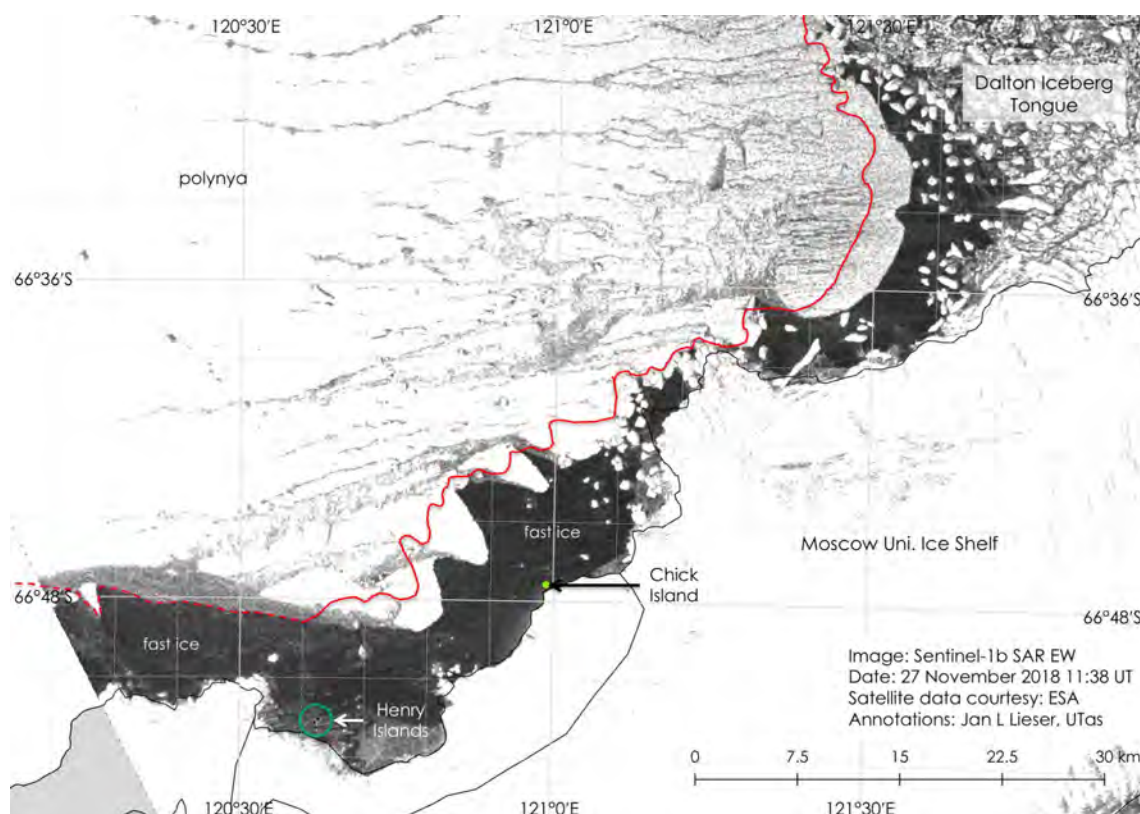 120°30'E
121°0'E
121°30'E
Dalton Iceberg
Tongue
polynya
66°36'S
66°36'S
fast ice
Moscow Uni. Ice Shelf
Chick
Island
66°48'S
66°48'S
fast ice
Henry
Islands
Image: Sentinel-1b SAR EW
Date: 27 November 2018 11:38 UT
Satellite data courtesy: ESA
Annotations: Jan L Lieser, UTas
0 7.5 15 22.5 30 km
120°30'E
121°0'E
121°30'E